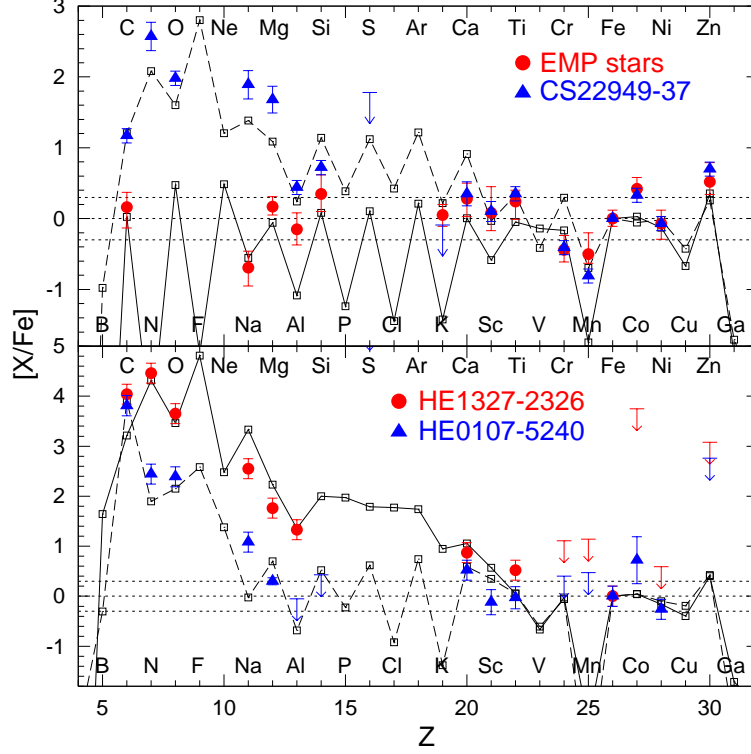 3
C O Ne Mg Si S Ar Ca Ti Cr Fe Ni Zn
EMP stars
CS22949-37
2
1
0
-1
B N F Na Al P Cl K Sc V Mn Co Cu Ga
[X/Fe]
5
C O Ne Mg Si S Ar Ca Ti Cr Fe Ni Zn
HE1327-2326
HE0107-5240
4
3
2
1
0
-1
B N F Na Al P Cl K Sc V Mn Co Cu Ga
5 10 15 20 25 30
Z